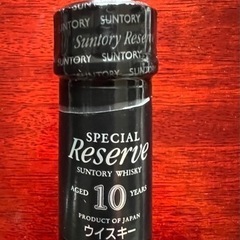 SUNTORY SUNTORY SUNTORY
Suntory Reserve
SUNTORY SUNTORY
SPECIAL
Reserve
SUNTORY WHISKY
AGED 10 YEARS
PRODUCT OF JAPAN
ウイスキー